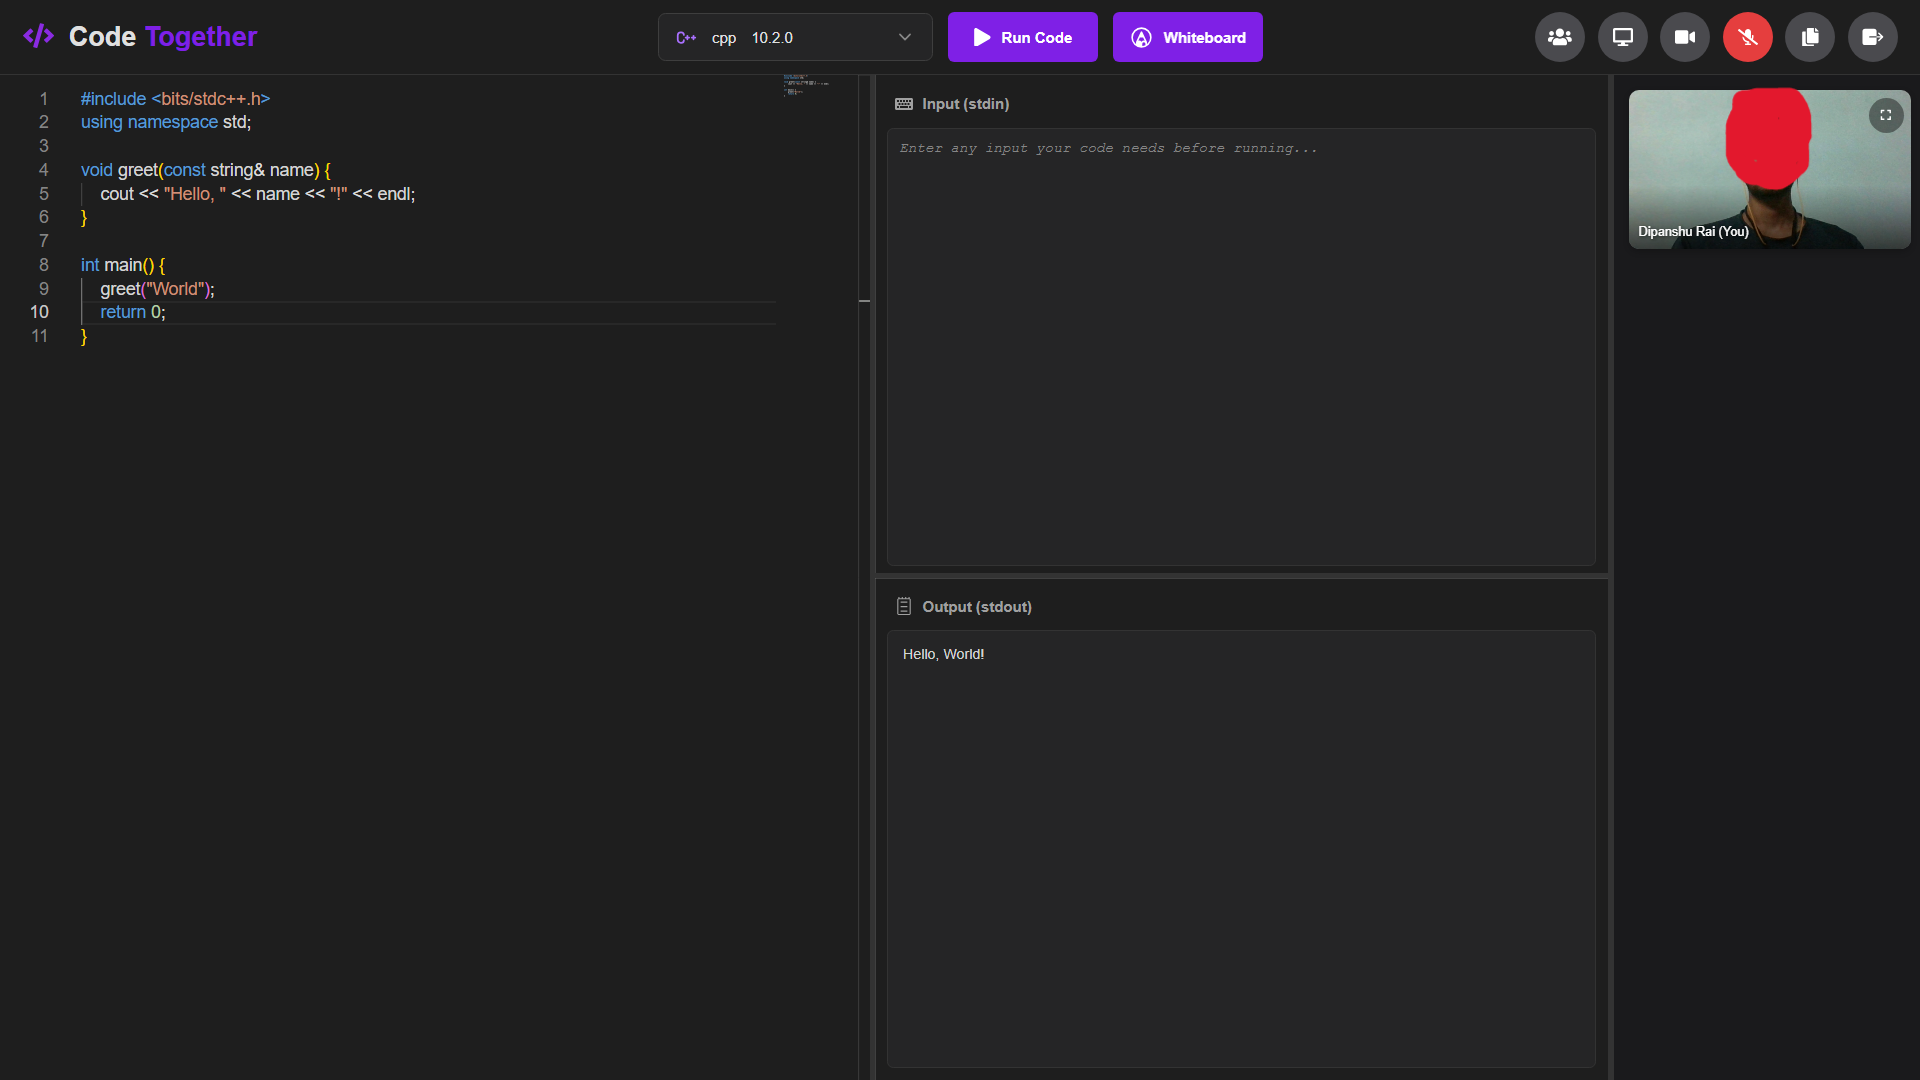 Code Together
C++ cpp 10.2.0
Run Code
Whiteboard
1 #include <bits/stdc++.h>
2 using namespace std;
3
4 void greet(const string& name) {
5 cout << "Hello, " << name << "!" << endl;
6 }
7
8 int main() {
9 greet("World");
10 return 0;
11 }
Input (stdin)
Enter any input your code needs before running...
Output (stdout)
Hello, World!
Dipanshu Rai (You)